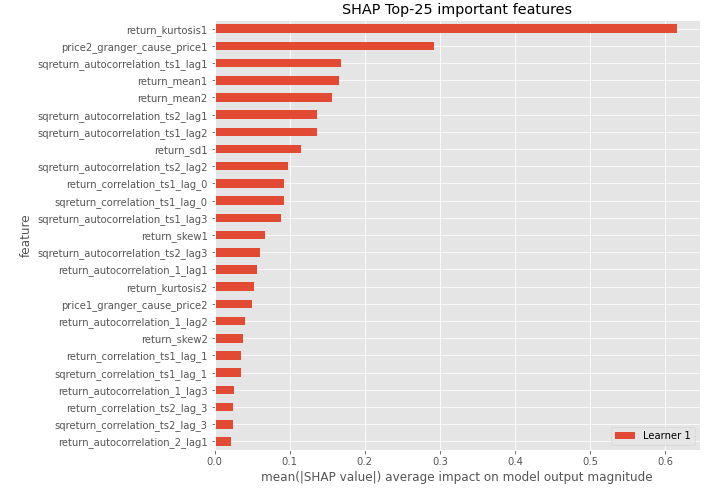 SHAP Top-25 important features
return_kurtosis1
price2_granger_cause_price1
sqreturn_autocorrelation_ts1_lag1
return_mean1
return_mean2
sqreturn_autocorrelation_ts2_lag1
sqreturn_autocorrelation_ts1_lag2
return_sd1
sqreturn_autocorrelation_ts2_lag2
return_correlation_ts1_lag_0
sqreturn_correlation_ts1_lag_0
sqreturn_autocorrelation_ts1_lag3
return_skew1
sqreturn_autocorrelation_ts2_lag3
return_autocorrelation_1_lag1
return_kurtosis2
price1_granger_cause_price2
return_autocorrelation_1_lag2
return_skew2
return_correlation_ts1_lag_1
sqreturn_correlation_ts1_lag_1
return_autocorrelation_1_lag3
return_correlation_ts2_lag_3
sqreturn_correlation_ts2_lag_3
return_autocorrelation_2_lag1
feature
Learner 1
0.0 0.1 0.2 0.3 0.4 0.5 0.6
mean(|SHAP value|) average impact on model output magnitude